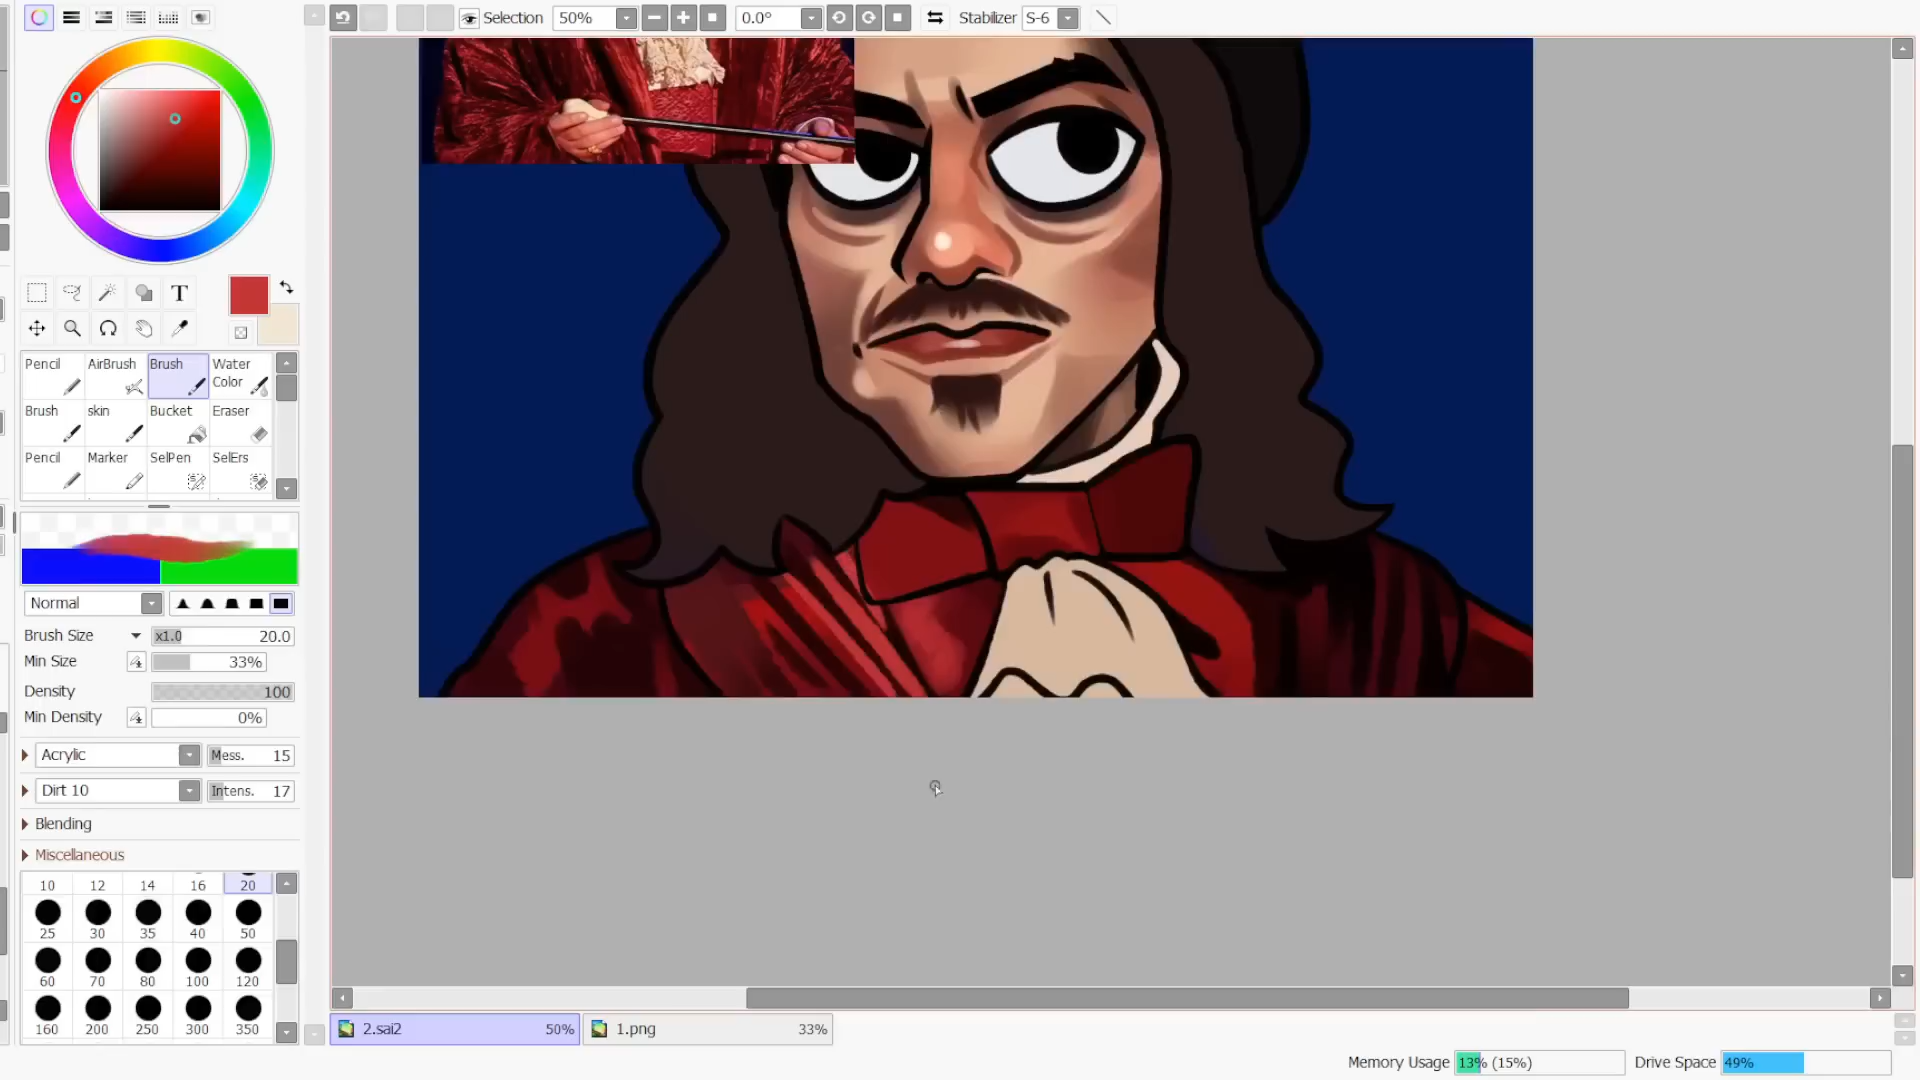 Selection 50% 0.0° Stabilizer S-6
T
Pencil AirBrush Brush Water Color
Brush skin Bucket Eraser
Pencil Marker SelPen SelErs
Normal
Brush Size x1.0 20.0
Min Size 33%
Density 100
Min Density 0%
Acrylic Mess. 15
Dirt 10 Intens. 17
Blending
Miscellaneous
10 12 14 16 20
25 30 35 40 50
60 70 80 100 120
160 200 250 300 350
2.sai2 50% 1.png 33%
Memory Usage 13% (15%) Drive Space 49%